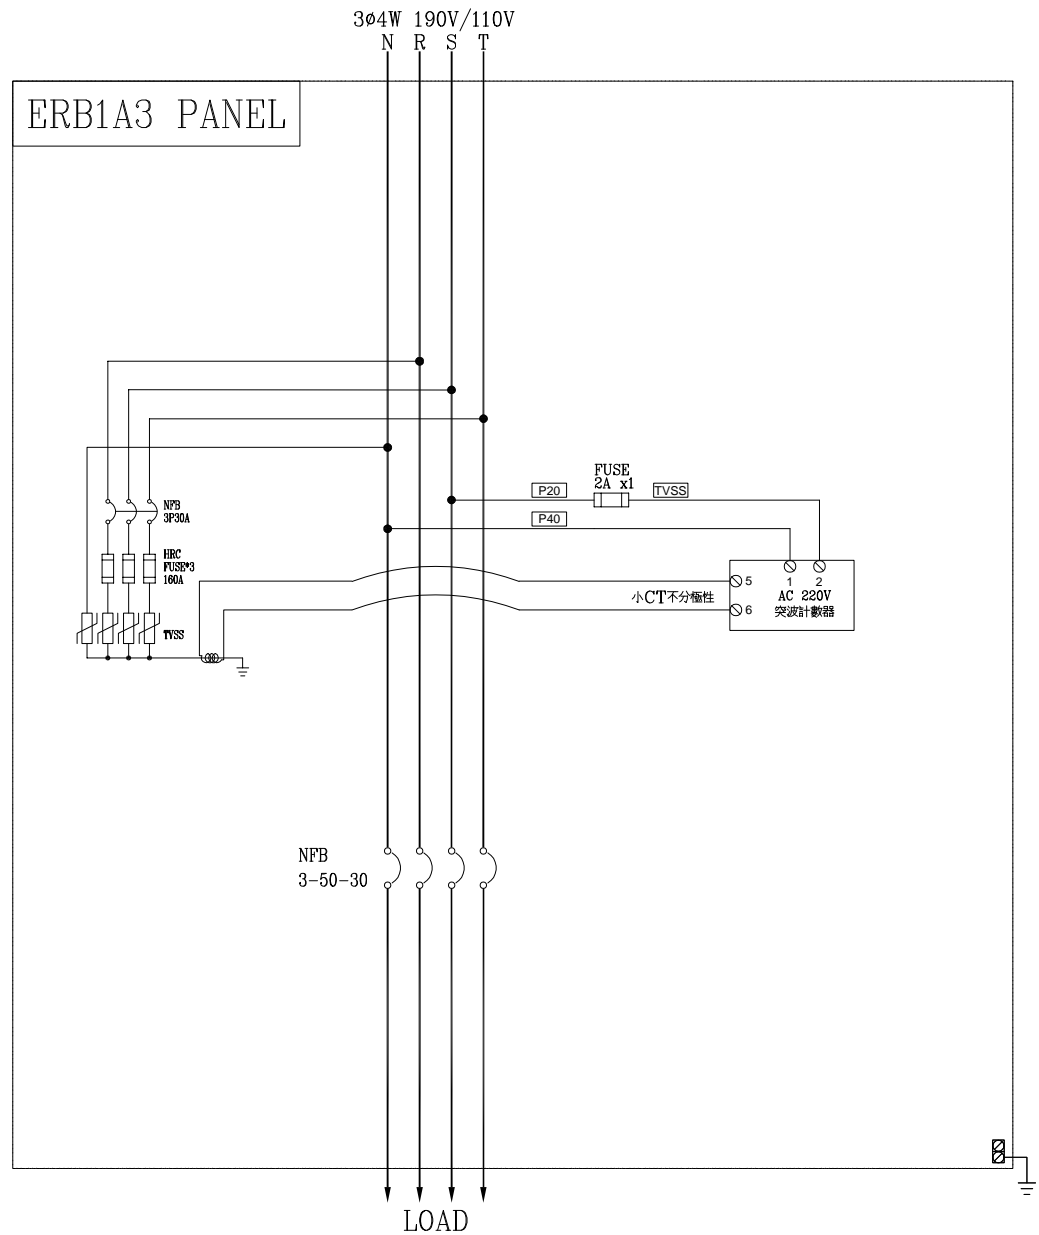 3ø4W 190V/110V
N R S T
ERB1A3 PANEL
FUSE
2A x1
P20
TVSS
P40
NFB
3P30A
HRC
FUSE*3
160A
TVSS
5
1 2
小CT不分極性
AC 220V
6
突波計數器
NFB
3-50-30
LOAD